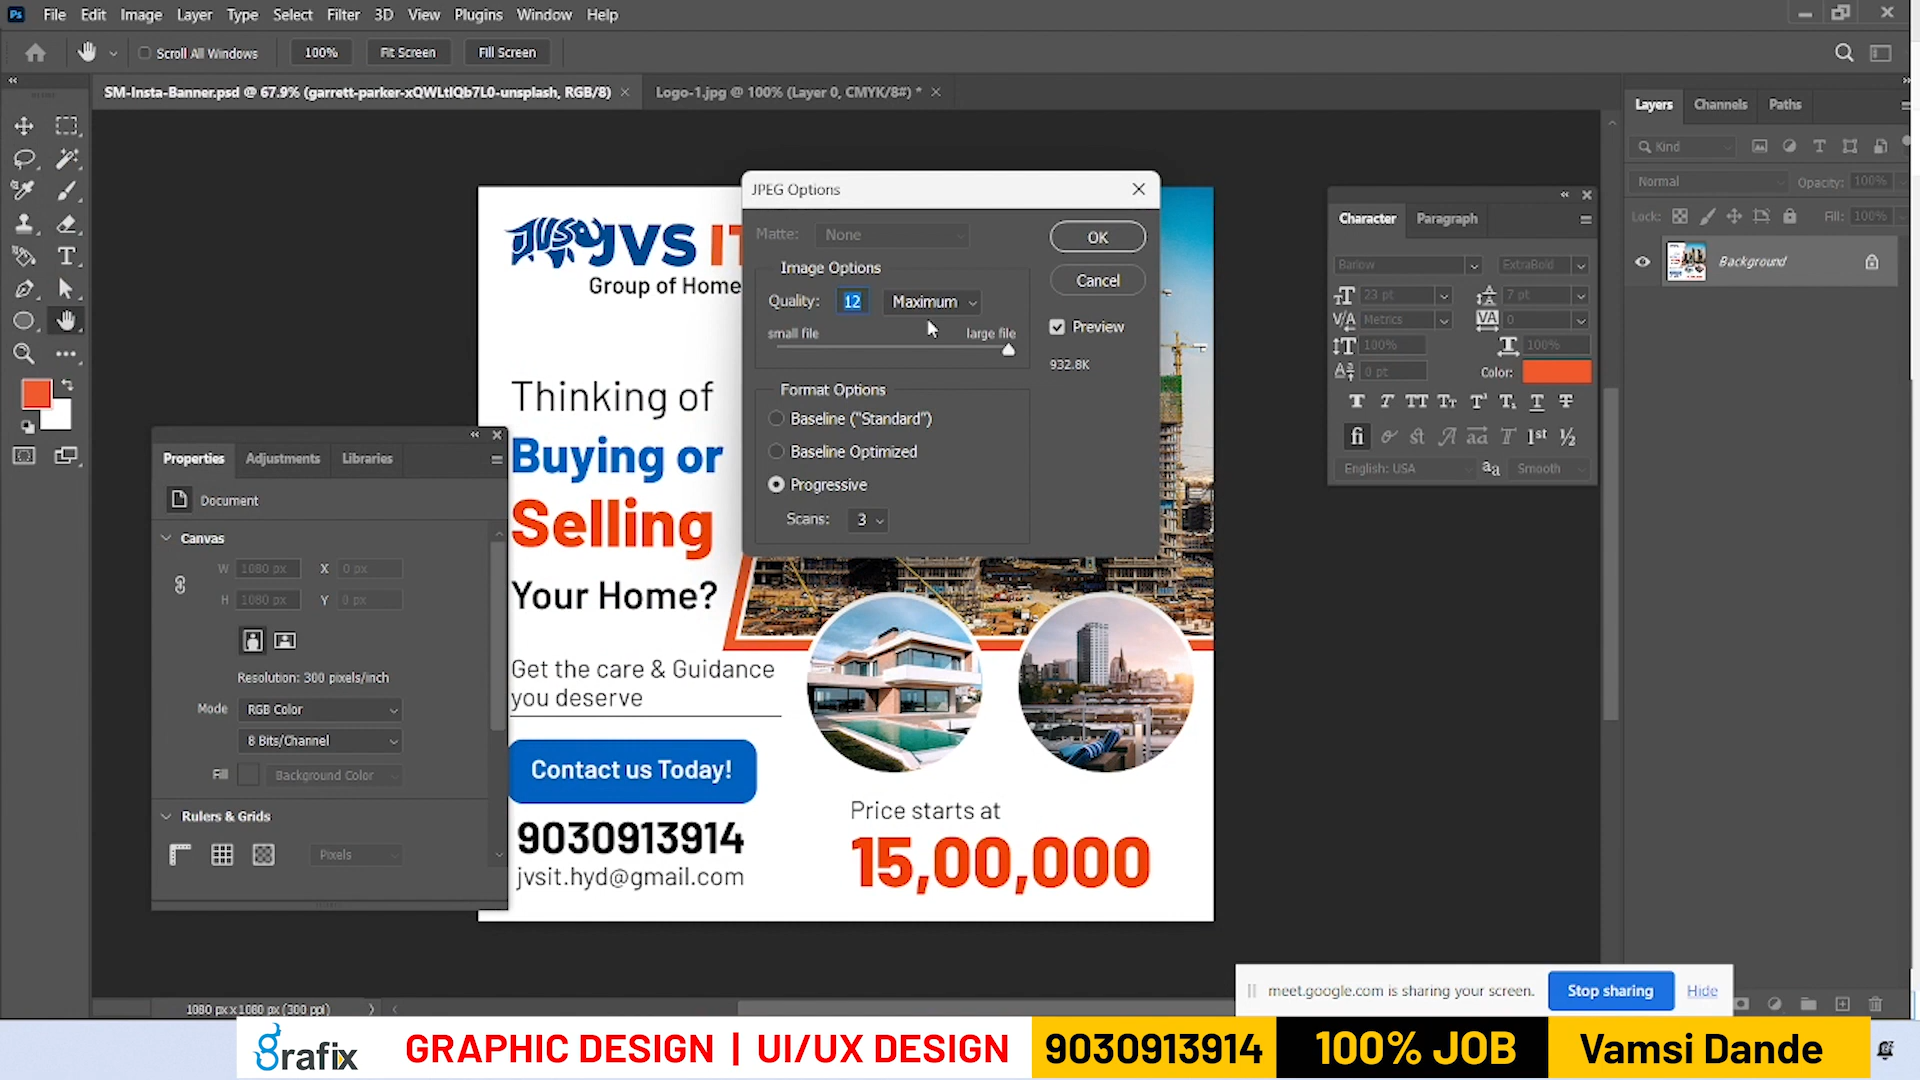 Ps File Edit Image Layer Type Select Filter 3D View Plugins Window Help
Scroll All Windows 100% Fit Screen Fill Screen
SM-Insta-Banner.psd @ 67.9% (garrett-parker-xQWLtlQb7L0-unsplash, RGB/8) × Logo-1.jpg @ 100% (Layer 0, CMYK/8#) * ×
Layers Channels Paths
Kind
Normal Opacity: 100%
Lock: Fill: 100%
Background
Character Paragraph
Barlow ExtraBold
23 pt 7 pt
Metrics 0
100% 100%
0 pt Color:
English: USA aa Smooth
JPEG Options
Matte: None
OK
Image Options
Cancel
Quality: 12 Maximum
Preview
small file large file
932.8K
Format Options
Baseline ("Standard")
Baseline Optimized
Progressive
Scans: 3
Properties Adjustments Libraries
Document
Canvas
W 1080 px X 0 px
H 1080 px Y 0 px
Resolution: 300 pixels/inch
Mode RGB Color
8 Bits/Channel
Fill Background Color
Rulers & Grids
Pixels
JVS JVS IT
Group of Home
Thinking of
Buying or
Selling
Your Home?
Get the care & Guidance
you deserve
Contact us Today!
9030913914
jvsit.hyd@gmail.com
Price starts at
15,00,000
meet.google.com is sharing your screen. Stop sharing Hide
1080 px x 1080 px (300 ppi)
grafix GRAPHIC DESIGN | UI/UX DESIGN 9030913914 100% JOB Vamsi Dande